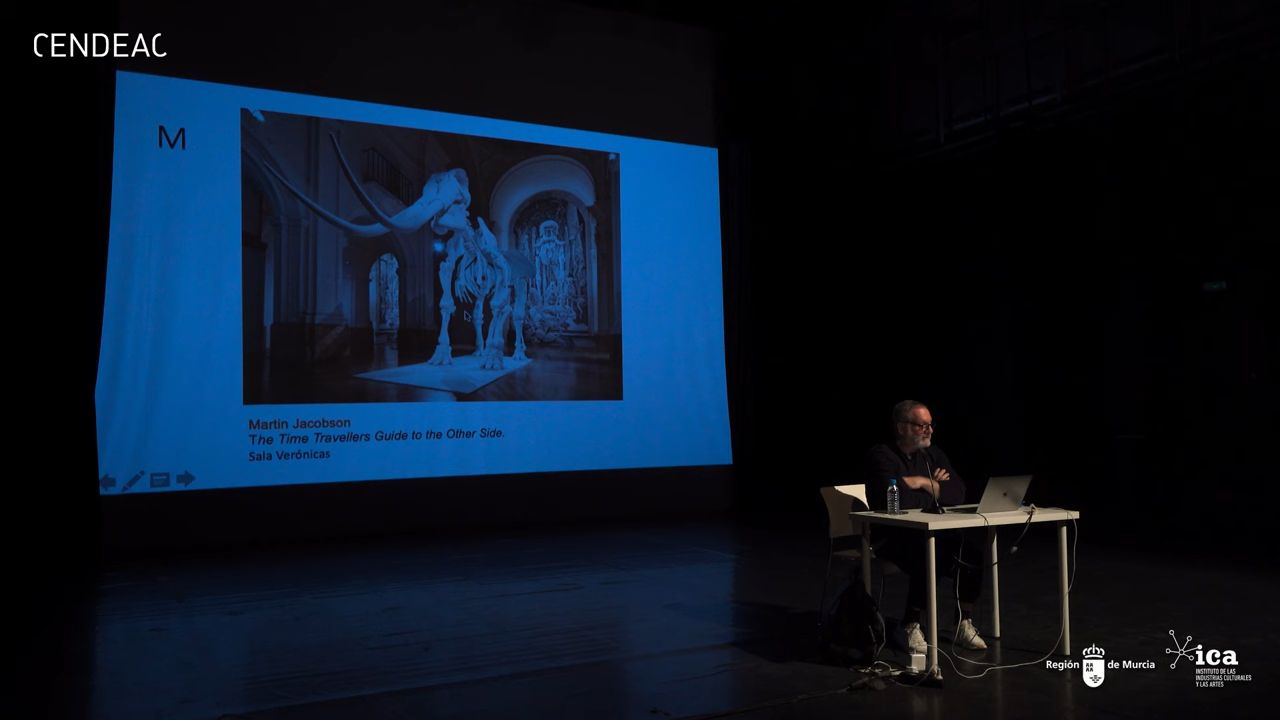 CENDEAC
M
Martin Jacobson
The Time Travellers Guide to the Other Side.
Sala Verónicas
Región de Murcia
ica
INSTITUTO DE LAS
INDUSTRIAS CULTURALES
Y LAS ARTES